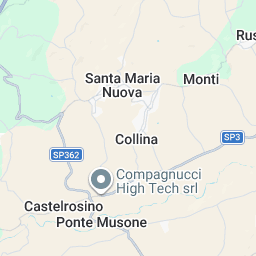 Rus
Santa Maria
Nuova
Monti
Collina
SP3
SP362
Compagnucci
High Tech srl
Castelrosino
Ponte Musone